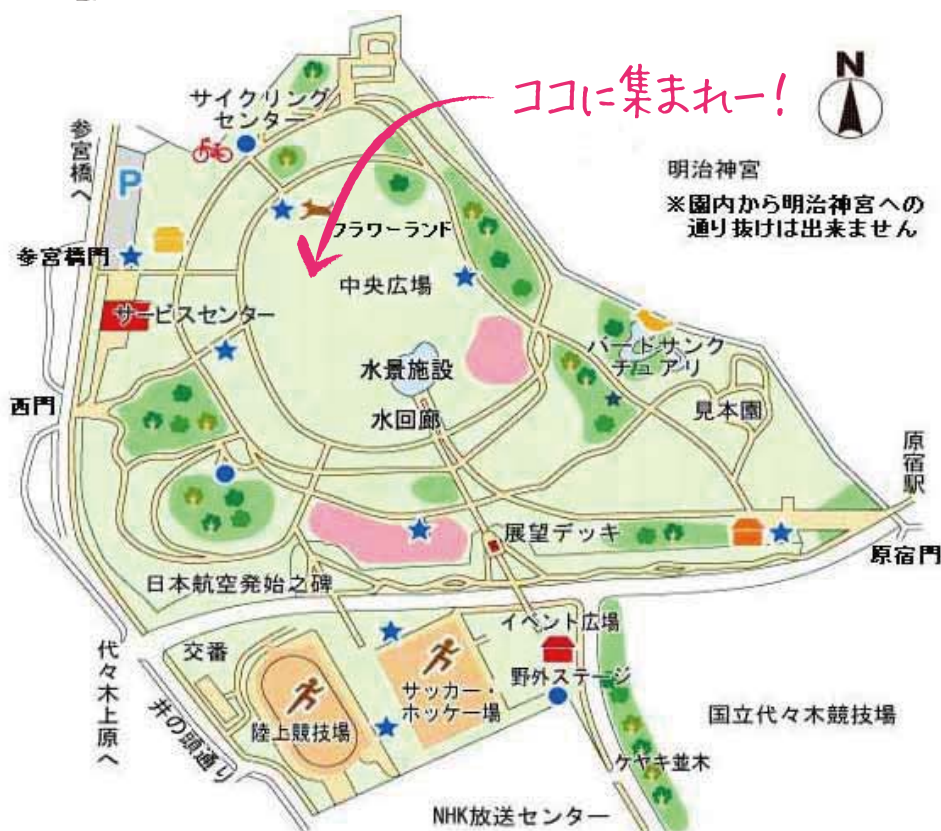 ココに集まれー!
N
サイクリング
センター
参宮橋へ
P
明治神宮
※園内から明治神宮への
通り抜けは出来ません
フラワーランド
参宮橋門
中央広場
サービスセンター
バードサンク
チュアリ
水景施設
西門
水回廊
見本園
原宿駅
展望デッキ
原宿門
日本航空発始之碑
イベント広場
代々木上原へ
交番
野外ステージ
サッカー・
ホッケー場
陸上競技場
井の頭通り
国立代々木競技場
ケヤキ並木
NHK放送センター